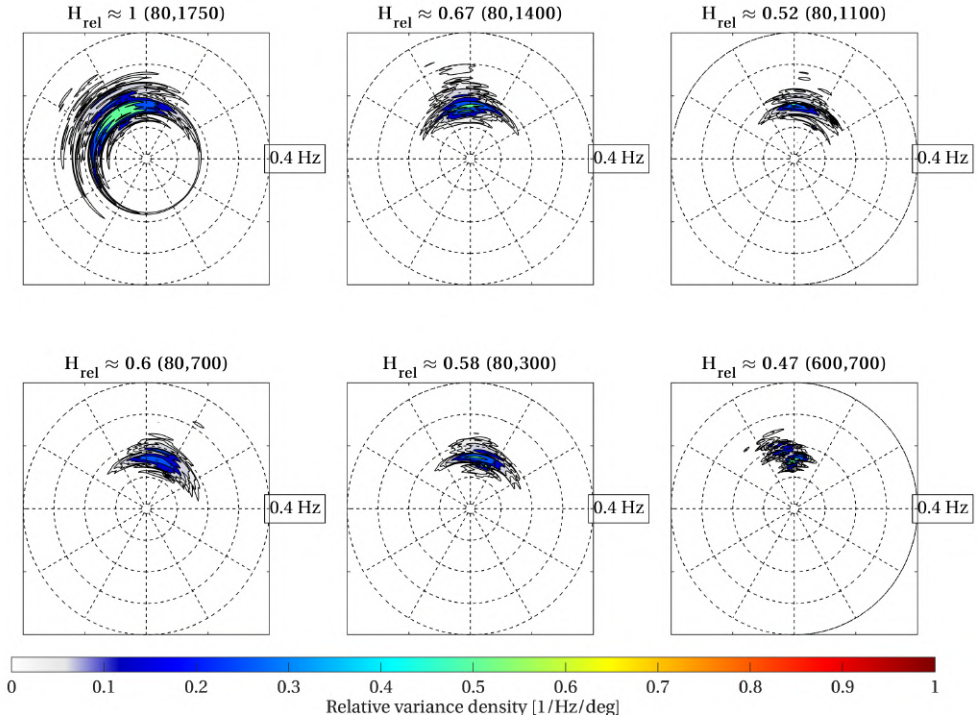 H_rel ≈ 1 (80,1750)
H_rel ≈ 0.67 (80,1400)
H_rel ≈ 0.52 (80,1100)
0.4 Hz
0.4 Hz
0.4 Hz
H_rel ≈ 0.6 (80,700)
H_rel ≈ 0.58 (80,300)
H_rel ≈ 0.47 (600,700)
0.4 Hz
0.4 Hz
0.4 Hz
0 0.1 0.2 0.3 0.4 0.5 0.6 0.7 0.8 0.9 1
Relative variance density [1/Hz/deg]